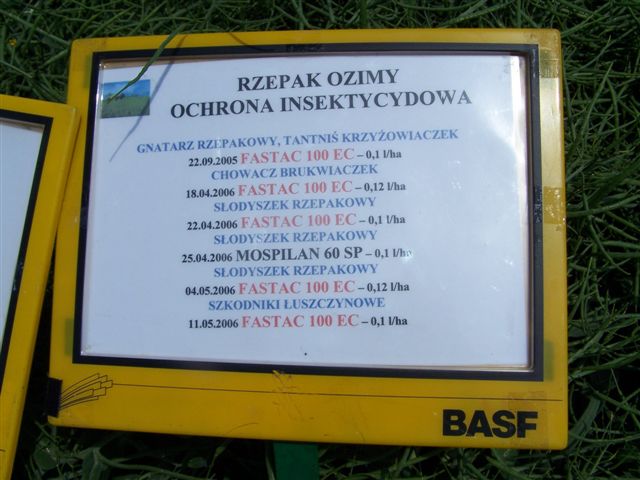 RZEPAK OZIMY
OCHRONA INSEKTYCYDOWA
GNATARZ RZEPAKOWY, TANTNIŚ KRZYŻOWIACZEK
22.09.2005 FASTAC 100 EC – 0,1 l/ha
CHOWACZ BRUKWIACZEK
18.04.2006 FASTAC 100 EC – 0,12 l/ha
SŁODYSZEK RZEPAKOWY
22.04.2006 FASTAC 100 EC – 0,1 l/ha
SŁODYSZEK RZEPAKOWY
25.04.2006 MOSPILAN 60 SP – 0,1 l/ha
SŁODYSZEK RZEPAKOWY
04.05.2006 FASTAC 100 EC – 0,12 l/ha
SZKODNIKI ŁUSZCZYNOWE
11.05.2006 FASTAC 100 EC – 0,1 l/ha
BASF